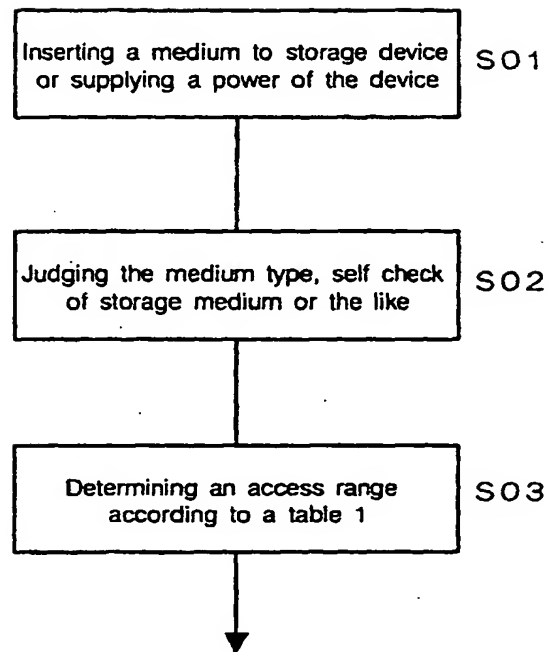 Inserting a medium to storage device
or supplying a power of the device
S01
Judging the medium type, self check
of storage medium or the like
S02
Determining an access range
according to a table 1
S03